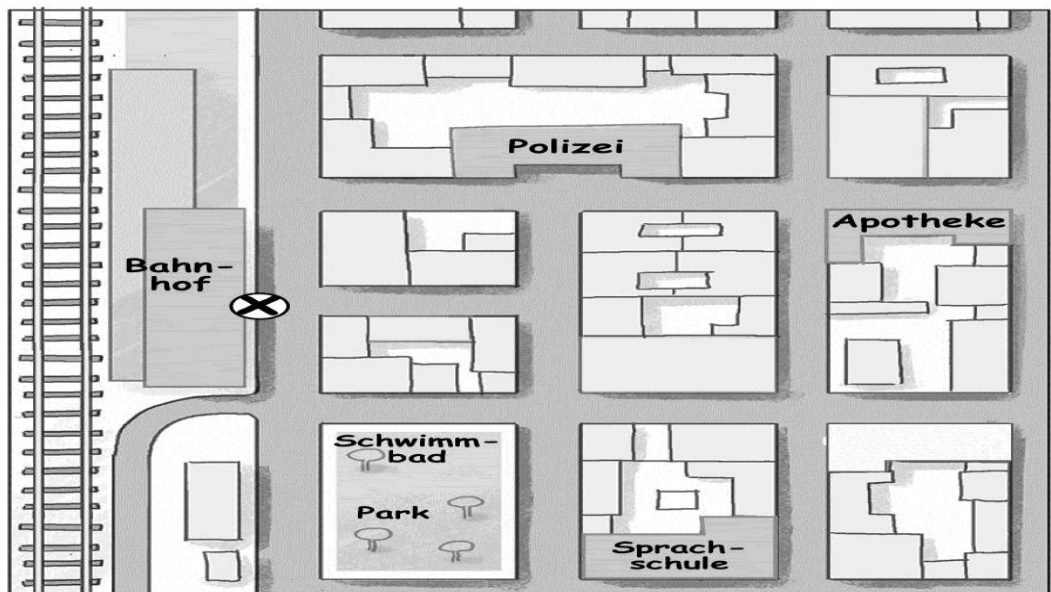 Polizei
Apotheke
Bahn-
hof
Schwimm-
bad
Park
Sprach-
schule